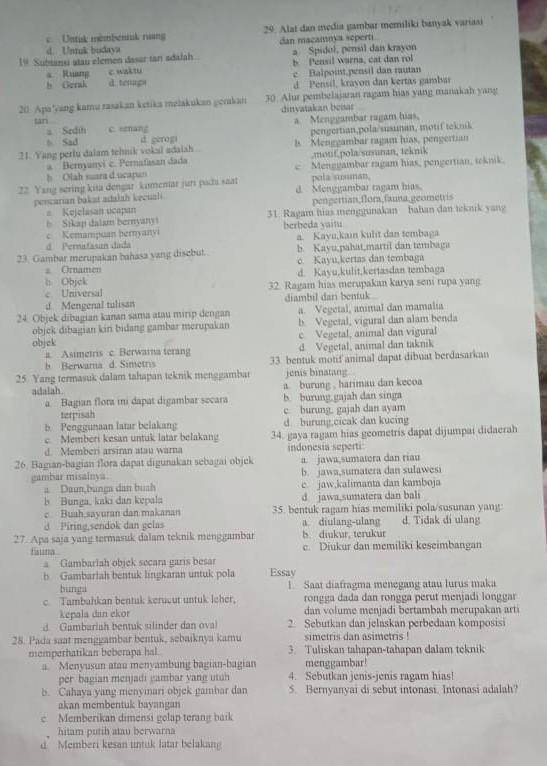 c. Untuk membentuk ruang
d. Untuk budaya
19. Subtansi atau elemen dasar tari adalah...
a. Ruang c. waktu
b. Gerak d. tenaga
20. Apa yang kamu rasakan ketika melakukan gerakan
tari...
a. Sedih c. senang
b. Sad d. gerogi
21. Yang perlu dalam tehnik vokal adalah...
a. Bernyanyi c. Pernafasan dada
b. Olah suara d. ucapan
22. Yang sering kita dengar komentar juri pada saat
pencarian bakat adalah kecuali..
a. Kejelasan ucapan
b. Sikap dalam bernyanyi
c. Kemampuan bernyanyi
d. Pernafasan dada
23. Gambar merupakan bahasa yang disebut..
a. Ornamen
b. Objek
c. Universal
d. Mengenal tulisan
24. Objek dibagian kanan sama atau mirip dengan
objek dibagian kiri bidang gambar merupakan
objek
a. Asimetris c. Berwarna terang
b. Berwarna d. Simetris
25. Yang termasuk dalam tahapan teknik menggambar
adalah..
a. Bagian flora ini dapat digambar secara
terpisah
b. Penggunaan latar belakang
c. Memberi kesan untuk latar belakang
d. Memberi arsiran atau warna
26. Bagian-bagian flora dapat digunakan sebagai objek
gambar misalnya..
a. Daun,bunga dan buah
b. Bunga, kaki dan kepala
c. Buah,sayuran dan makanan
d. Piring,sendok dan gelas
27. Apa saja yang termasuk dalam teknik menggambar
fauna..
a. Gambarlah objek secara garis besar
b. Gambarlah bentuk lingkaran untuk pola
bunga
c. Tambahkan bentuk kerucut untuk leher,
kepala dan ekor
d. Gambarlah bentuk silinder dan oval
28. Pada saat menggambar bentuk, sebaiknya kamu
memperhatikan beberapa hal..
a. Menyusun atau menyambung bagian-bagian
per bagian menjadi gambar yang utuh
b. Cahaya yang menyinari objek gambar dan
akan membentuk bayangan
c. Memberikan dimensi gelap terang baik
hitam putih atau berwarna
d. Memberi kesan untuk latar belakang
29. Alat dan media gambar memiliki banyak variasi
dan macamnya seperti..
a. Spidol, pensil dan krayon
b. Pensil warna, cat dan rol
c. Balpoint,pensil dan rautan
d. Pensil, krayon dan kertas gambar
30. Alur pembelajaran ragam hias yang manakah yang
dinyatakan benar ...
a. Menggambar ragam hias,
pengertian,pola/susunan, motif teknik
b. Menggambar ragam hias, pengertian
,motif,pola/susunan, teknik
c. Menggambar ragam hias, pengertian, teknik,
pola/susunan,
d. Menggambar ragam hias,
pengertian,flora,fauna,geometris
31. Ragam hias menggunakan bahan dan teknik yang
berbeda yaitu..
a. Kayu,kain kulit dan tembaga
b. Kayu,pahat,martil dan tembaga
c. Kayu,kertas dan tembaga
d. Kayu,kulit,kertasdan tembaga
32. Ragam hias merupakan karya seni rupa yang
diambil dari bentuk...
a. Vegetal, animal dan mamalia
b. Vegetal, vigural dan alam benda
c. Vegetal, animal dan vigural
d. Vegetal, animal dan taknik
33. bentuk motif animal dapat dibuat berdasarkan
jenis binatang...
a. burung , harimau dan kecoa
b. burung,gajah dan singa
c. burung, gajah dan ayam
d. burung,cicak dan kucing
34. gaya ragam hias geometris dapat dijumpai didaerah
indonesia seperti:
a. jawa,sumatera dan riau
b. jawa,sumatera dan sulawesi
c. jaw,kalimanta dan kamboja
d. jawa,sumatera dan bali
35. bentuk ragam hias memiliki pola/susunan yang:
a. diulang-ulang d. Tidak di ulang
b. diukur, terukur
c. Diukur dan memiliki keseimbangan
Essay
1. Saat diafragma menegang atau lurus maka
rongga dada dan rongga perut menjadi longgar
dan volume menjadi bertambah merupakan arti
2. Sebutkan dan jelaskan perbedaan komposisi
simetris dan asimetris !
3. Tuliskan tahapan-tahapan dalam teknik
menggambar!
4. Sebutkan jenis-jenis ragam hias!
5. Bernyanyai di sebut intonasi. Intonasi adalah?